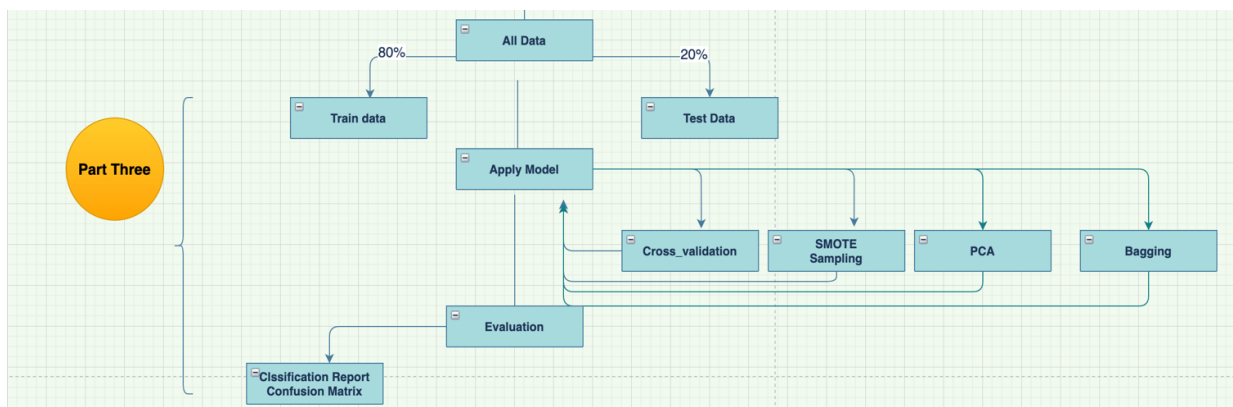 All Data
80%
20%
Train data
Test Data
Part Three
Apply Model
Cross_validation
SMOTE
Sampling
PCA
Bagging
Evaluation
Clssification Report
Confusion Matrix